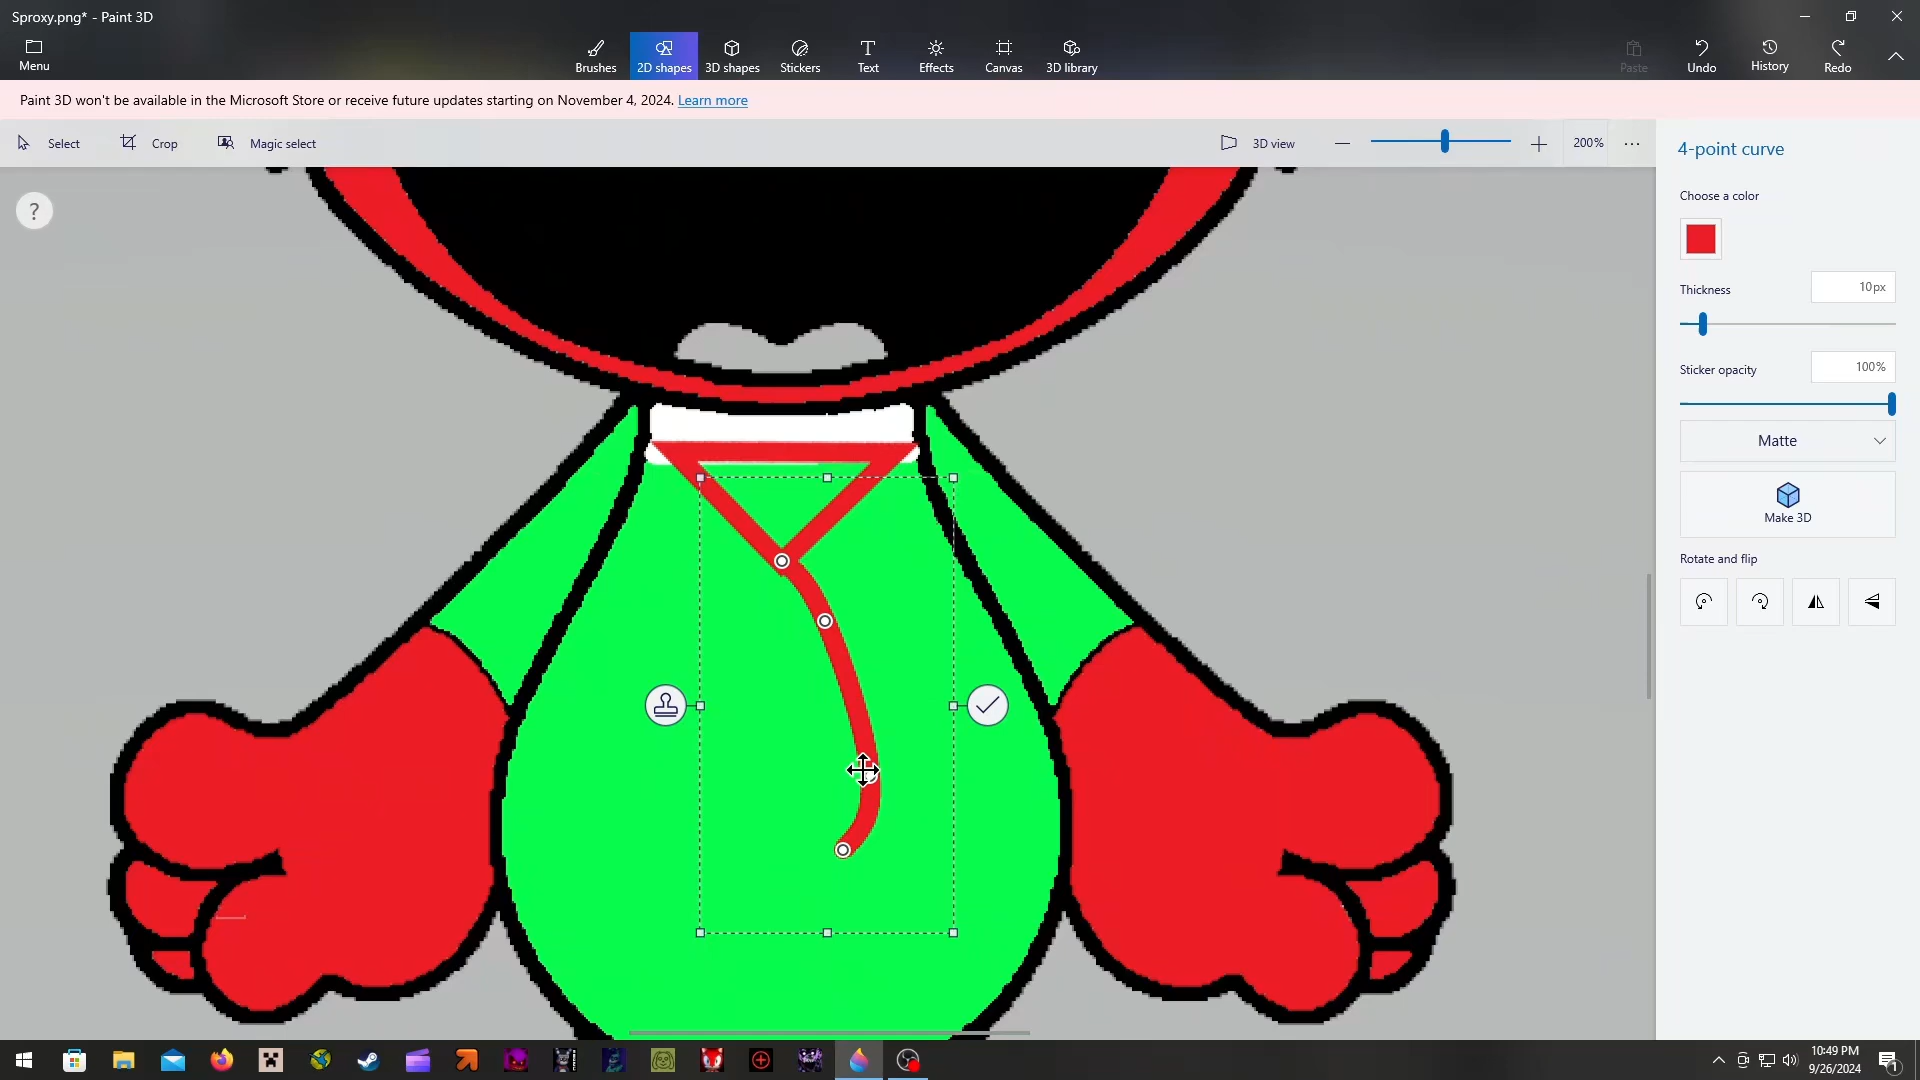 Sproxy.png* - Paint 3D
Menu
Brushes
2D shapes
3D shapes
Stickers
Text
Effects
Canvas
3D library
Paste
Undo
History
Redo
Paint 3D won't be available in the Microsoft Store or receive future updates starting on November 4, 2024. Learn more
Select
Crop
Magic select
3D view
200%
4-point curve
Choose a color
Thickness
10px
Sticker opacity
100%
Matte
Make 3D
Rotate and flip
?
10:49 PM
9/26/2024
1